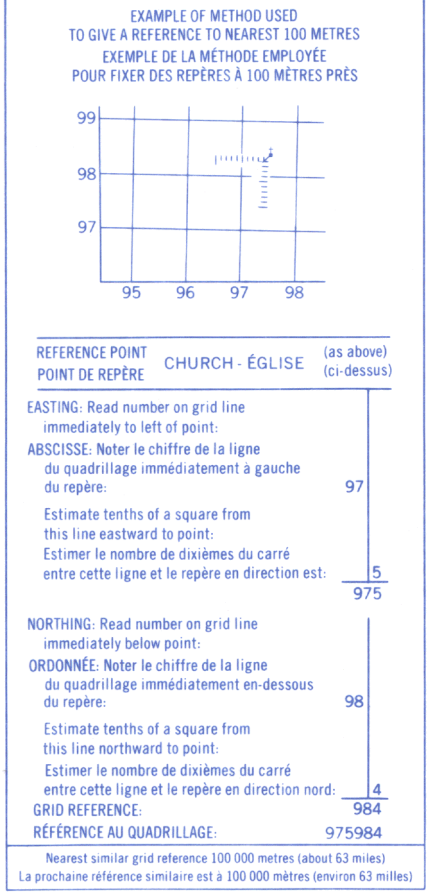 EXAMPLE OF METHOD USED
TO GIVE A REFERENCE TO NEAREST 100 METRES
EXEMPLE DE LA MÉTHODE EMPLOYÉE
POUR FIXER DES REPÈRES À 100 MÈTRES PRÈS
99
98
97
95 96 97 98
REFERENCE POINT
POINT DE REPÈRE
CHURCH - ÉGLISE
(as above)
(ci-dessus)
EASTING: Read number on grid line
immediately to left of point:
ABSCISSE: Noter le chiffre de la ligne
du quadrillage immédiatement à gauche
du repère: 97
Estimate tenths of a square from
this line eastward to point:
Estimer le nombre de dixièmes du carré
entre cette ligne et le repère en direction est: 5
975
NORTHING: Read number on grid line
immediately below point:
ORDONNÉE: Noter le chiffre de la ligne
du quadrillage immédiatement en-dessous
du repère: 98
Estimate tenths of a square from
this line northward to point:
Estimer le nombre de dixièmes du carré
entre cette ligne et le repère en direction nord: 4
GRID REFERENCE: 984
RÉFÉRENCE AU QUADRILLAGE: 975984
Nearest similar grid reference 100 000 metres (about 63 miles)
La prochaine référence similaire est à 100 000 mètres (environ 63 milles)